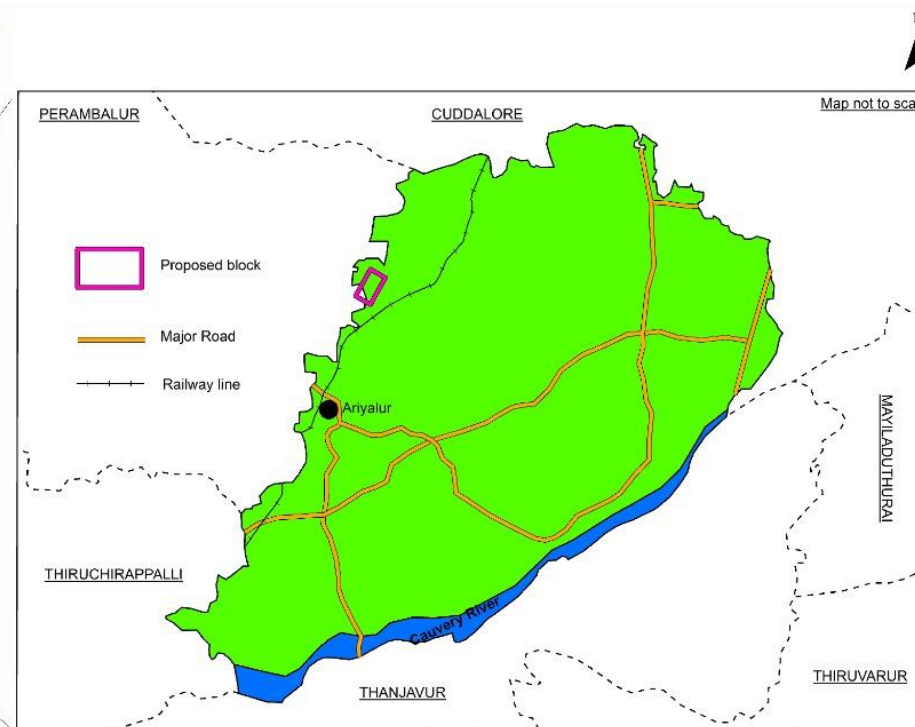 PERAMBALUR
CUDDALORE
Map not to sca
Proposed block
Major Road
Railway line
Ariyalur
MAYILADUTHURAI
THIRUCHIRAPPALLI
Cauvery River
THANJAVUR
THIRUVARUR